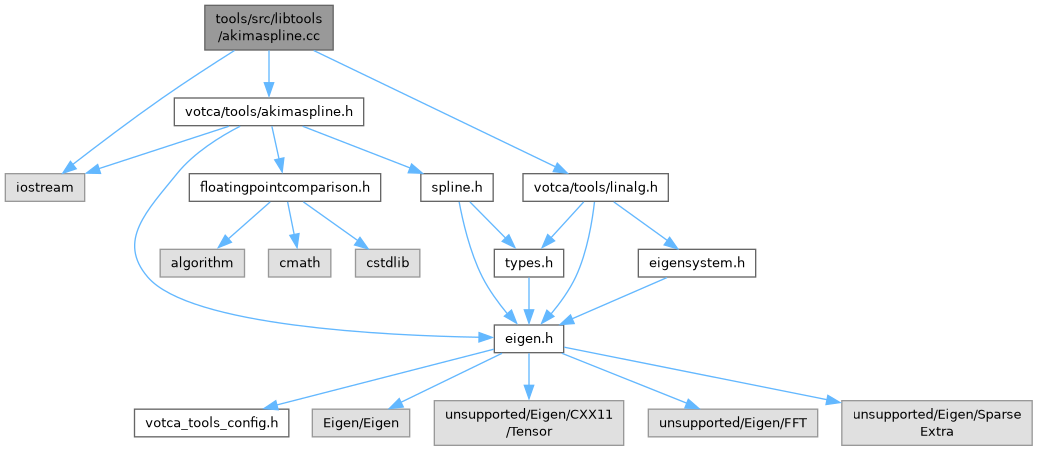 tools/src/libtools
/akimaspline.cc
votca/tools/akimaspline.h
iostream
floatingpointcomparison.h
spline.h
votca/tools/linalg.h
algorithm
cmath
cstdlib
types.h
eigensystem.h
eigen.h
votca_tools_config.h
Eigen/Eigen
unsupported/Eigen/CXX11
/Tensor
unsupported/Eigen/FFT
unsupported/Eigen/Sparse
Extra